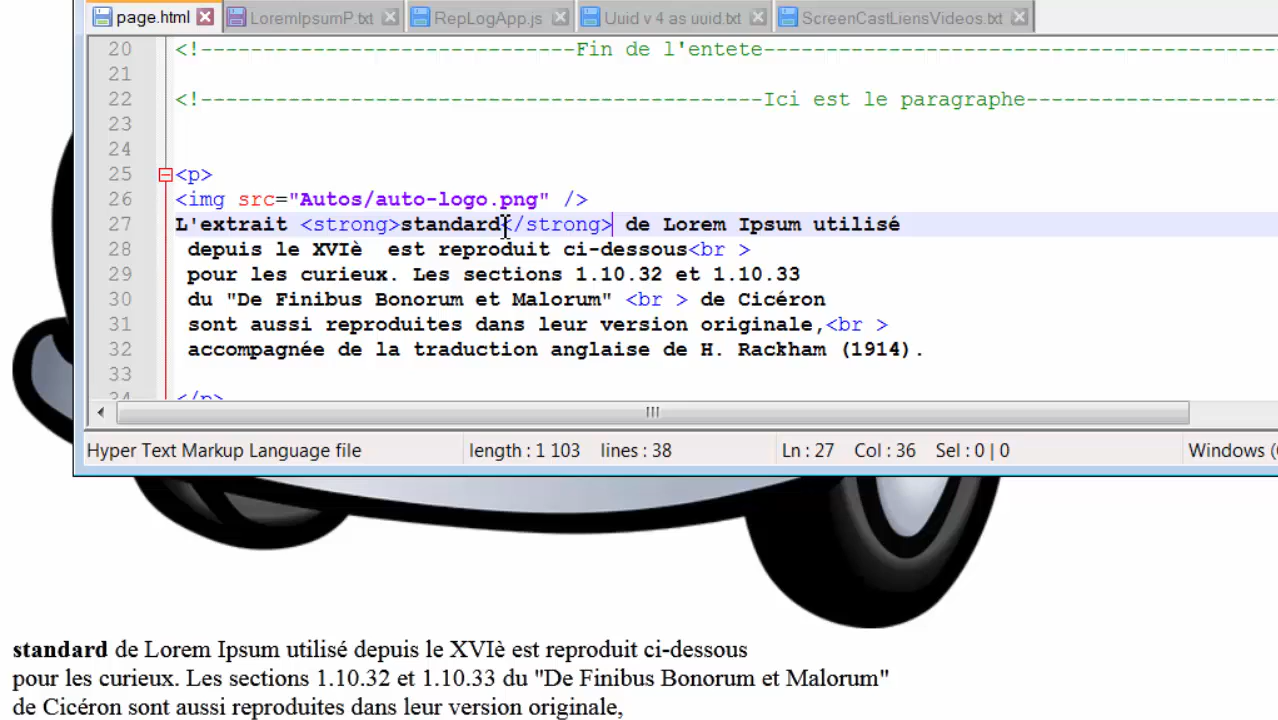 page.html LoremIpsumP.txt RepLogApp.js Uuid v 4 as uuid.txt ScreenCastLiensVideos.txt
20 <!------------------------------Fin de l'entete------------------------------------------
21
22 <!---------------------------------------------Ici est le paragraphe--------------------
23
24
25 <p>
26 <img src="Autos/auto-logo.png" />
27 L'extrait <strong>standard</strong> de Lorem Ipsum utilisé
28 depuis le XVIè  est reproduit ci-dessous<br >
29 pour les curieux. Les sections 1.10.32 et 1.10.33
30 du "De Finibus Bonorum et Malorum" <br > de Cicéron
31 sont aussi reproduites dans leur version originale,<br >
32 accompagnée de la traduction anglaise de H. Rackham (1914).
33
34 </p>
Hyper Text Markup Language file length : 1 103 lines : 38 Ln : 27 Col : 36 Sel : 0 | 0 Windows (
standard de Lorem Ipsum utilisé depuis le XVIè est reproduit ci-dessous
pour les curieux. Les sections 1.10.32 et 1.10.33 du "De Finibus Bonorum et Malorum"
de Cicéron sont aussi reproduites dans leur version originale,